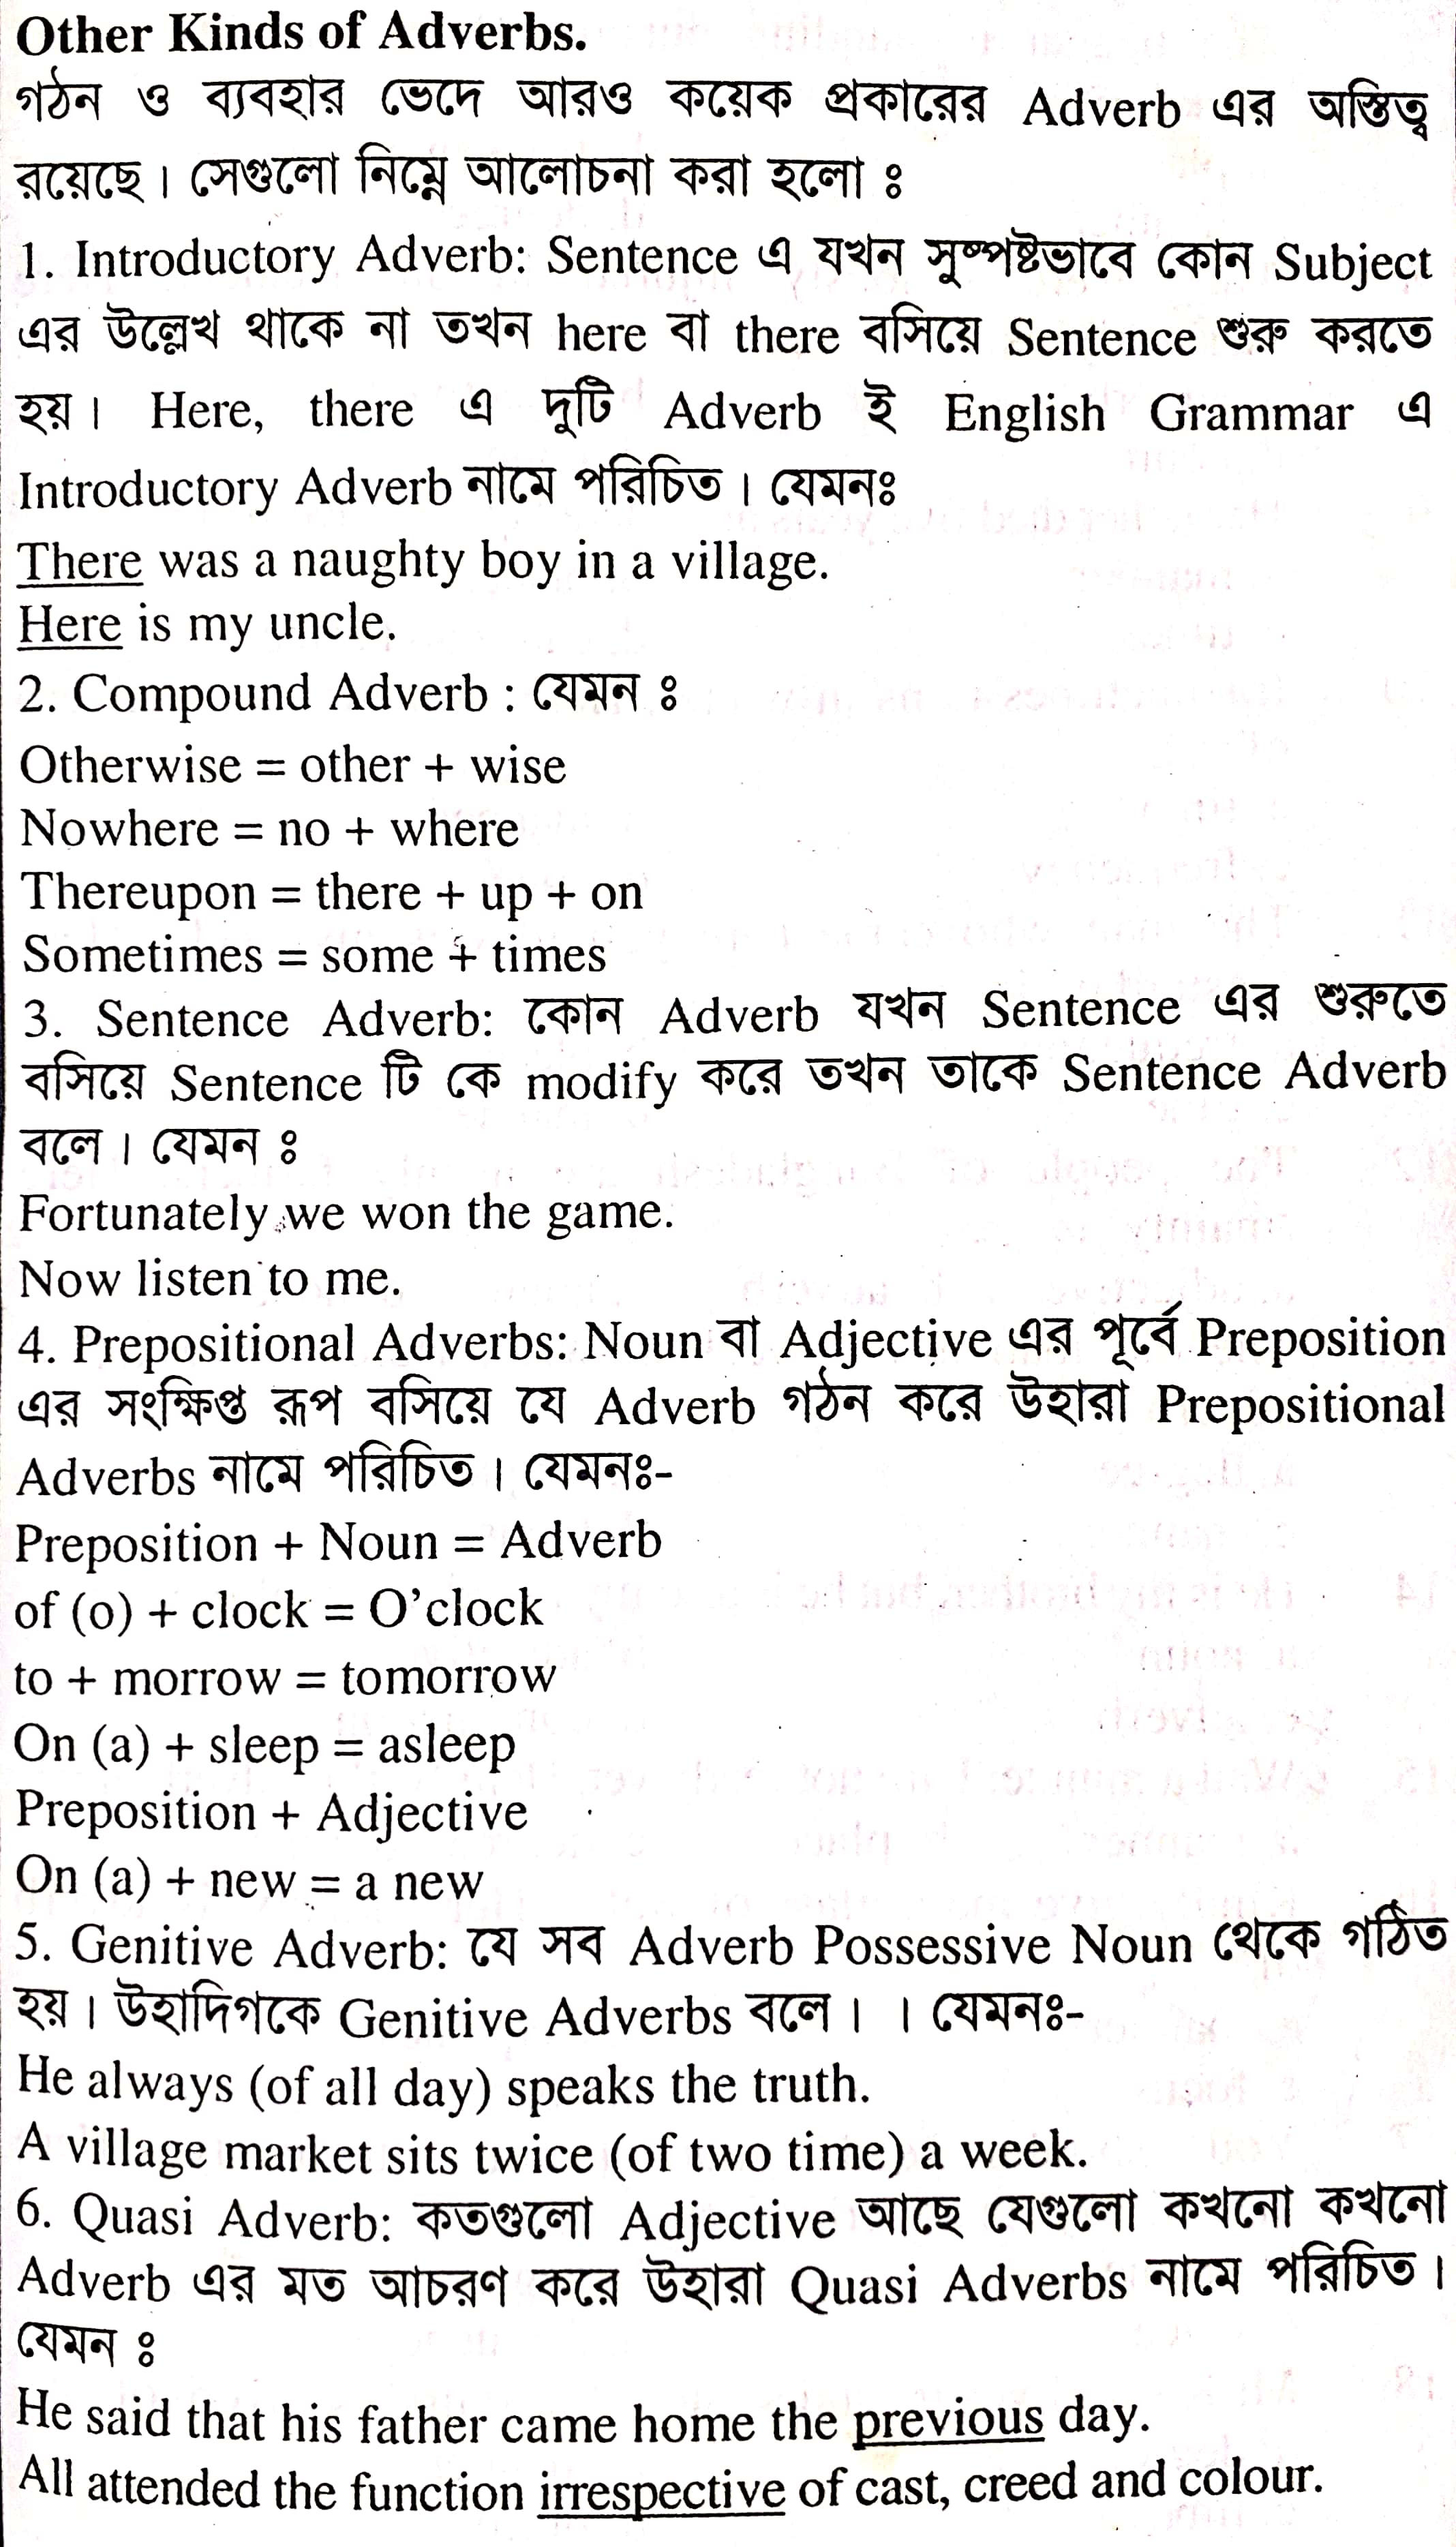 Other Kinds of Adverbs.
গঠন ও ব্যবহার ভেদে আরও কয়েক প্রকারের Adverb এর অস্তিত্ব
রয়েছে। সেগুলো নিম্নে আলোচনা করা হলো ঃ
1. Introductory Adverb: Sentence এ যখন সুষ্পষ্টভাবে কোন Subject
এর উল্লেখ থাকে না তখন here বা there বসিয়ে Sentence শুরু করতে
হয়। Here, there এ দুটি Adverb ই English Grammar এ
Introductory Adverb নামে পরিচিত। যেমনঃ
There was a naughty boy in a village.
Here is my uncle.
2. Compound Adverb : যেমন ঃ
Otherwise = other + wise
Nowhere = no + where
Thereupon = there + up + on
Sometimes = some + times
3. Sentence Adverb: কোন Adverb যখন Sentence এর শুরুতে
বসিয়ে Sentence টি কে modify করে তখন তাকে Sentence Adverb
বলে। যেমন ঃ
Fortunately we won the game.
Now listen to me.
4. Prepositional Adverbs: Noun বা Adjective এর পূর্বে Preposition
এর সংক্ষিপ্ত রূপ বসিয়ে যে Adverb গঠন করে উহারা Prepositional
Adverbs নামে পরিচিত। যেমনঃ-
Preposition + Noun = Adverb
of (o) + clock = O’clock
to + morrow = tomorrow
On (a) + sleep = asleep
Preposition + Adjective
On (a) + new = a new
5. Genitive Adverb: যে সব Adverb Possessive Noun থেকে গঠিত
হয়। উহাদিগকে Genitive Adverbs বলে। । যেমনঃ-
He always (of all day) speaks the truth.
A village market sits twice (of two time) a week.
6. Quasi Adverb: কতগুলো Adjective আছে যেগুলো কখনো কখনো
Adverb এর মত আচরণ করে উহারা Quasi Adverbs নামে পরিচিত।
যেমন ঃ
He said that his father came home the previous day.
All attended the function irrespective of cast, creed and colour.